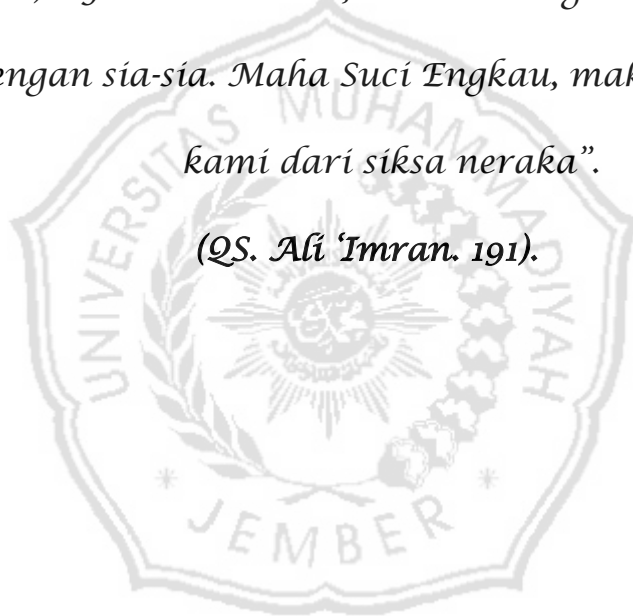 engan sia-sia. Maha Suci Engkau, mak
kami dari siksa neraka”.
(QS. Ali ‘Imran. 191).
UNIVERSITAS MUHAMMADIYAH
JEMBER